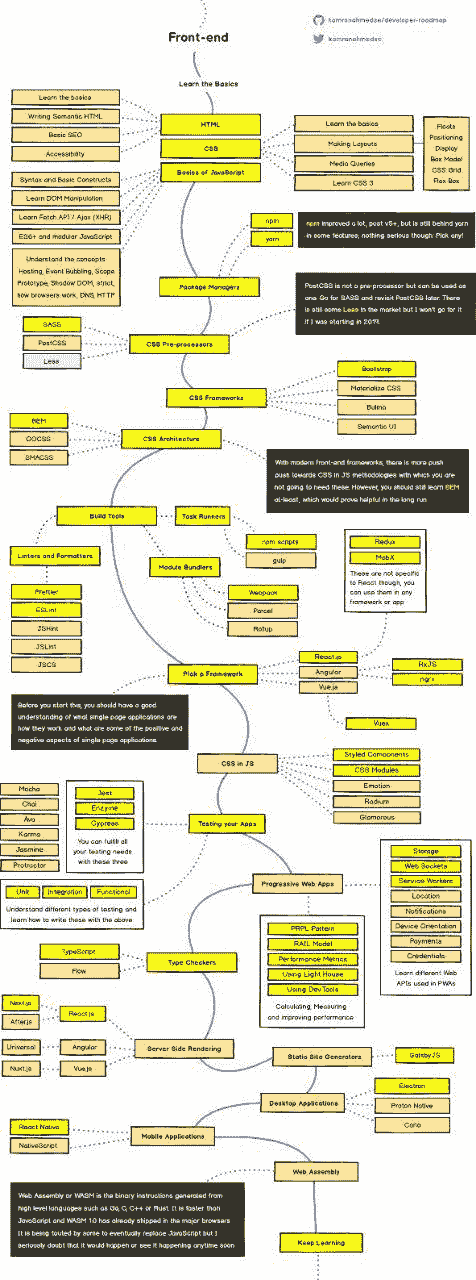 Front-end
kamranahmedse/developer-roadmap
kamranahmedse
Learn the Basics
HTML
CSS
Basics of JavaScript
Learn the basics
Writing Semantic HTML
Basic SEO
Accessibility
Learn the basics
Making Layouts
Media Queries
Learn CSS 3
Floats
Positioning
Display
Box Model
CSS Grid
Flex Box
Syntax and Basic Constructs
Learn DOM Manipulation
Learn Fetch API / Ajax (XHR)
ES6+ and modular JavaScript
Understand the concepts
Hosting, Event Bubbling, Scope
Prototype, Shadow DOM, strict,
how browsers work, DNS, HTTP
npm
yarn
npm improved a lot, post v5+, but is still behind yarn
in some features, nothing serious though. Pick any!
Package Managers
PostCSS is not a pre-processor but can be used as
one. Go for SASS and revisit PostCSS later. There
is still some Less in the market but I won't go for it
if I was starting in 2019.
SASS
PostCSS
Less
CSS Pre-processors
CSS Frameworks
Bootstrap
Materialize CSS
Bulma
Semantic UI
BEM
OOCSS
SMACSS
CSS Architecture
With modern front-end frameworks, there is more push
push towards CSS in JS methodologies with which you are
not going to need these. However, you should still learn BEM
at-least, which would prove helpful in the long run
Build Tools
Task Runners
npm scripts
gulp
Linters and Formatters
Module Bundlers
Prettier
ESLint
JSHint
JSLint
JSCS
Webpack
Parcel
Rollup
Redux
MobX
These are not specific
to React though, you
can use them in any
framework or app
Pick a Framework
React.js
Angular
Vue.js
RxJS
ngrx
Vuex
Before you start this, you should have a good
understanding of what single page applications are
how they work and what are some of the positive and
negative aspects of single page applications.
CSS in JS
Styled Components
CSS Modules
Emotion
Radium
Glamorous
Mocha
Chai
Ava
Karma
Jasmine
Protractor
Jest
Enzyme
Cypress
You can fulfill all
your testing needs
with these three
Testing your Apps
Unit
Integration
Functional
Understand different types of testing and
learn how to write these with the above
Progressive Web Apps
Storage
Web Sockets
Service Workers
Location
Notifications
Device Orientation
Payments
Credentials
Learn different Web
APIs used in PWAs
PRPL Pattern
RAIL Model
Performance Metrics
Using Light House
Using DevTools
Calculating, Measuring
and improving performance
TypeScript
Flow
Type Checkers
Next.js
After.js
React.js
Universal
Angular
Nuxt.js
Vue.js
Server Side Rendering
Static Site Generators
GatsbyJS
Desktop Applications
Electron
Proton Native
Carlo
React Native
NativeScript
Mobile Applications
Web Assembly
Web Assembly or WASM is the binary instructions generated from
high level languages such as Go, C, C++ or Rust. It is faster than
JavaScript and WASM 1.0 has already shipped in the major browsers
It is being touted by some to eventually replace JavaScript but I
seriously doubt that it would happen or see it happening anytime soon
Keep Learning